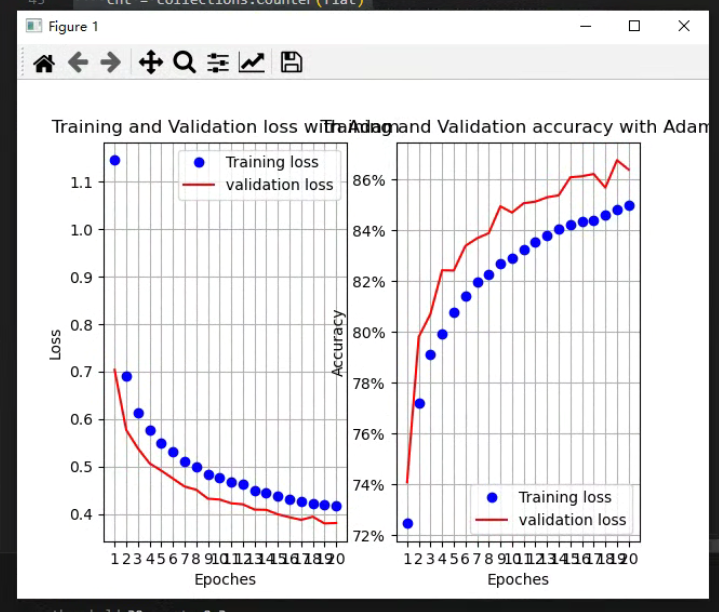 cnt = collections.Counter(flat)
Figure 1
Training and Validation loss with Adam
Training and Validation accuracy with Adam
Training loss
validation loss
1.1
1.0
0.9
0.8
0.7
0.6
0.5
0.4
Loss
1 2 3 4 5 6 7 8 9 10 11 12 13 14 15 16 17 18 19 20
Epoches
86%
84%
82%
80%
78%
76%
74%
72%
Accuracy
Training loss
validation loss
1 2 3 4 5 6 7 8 9 10 11 12 13 14 15 16 17 18 19 20
Epoches